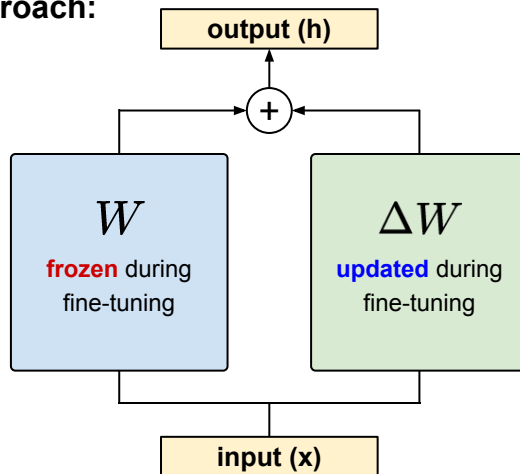 roach:
output (h)
+
W
frozen during
fine-tuning
ΔW
updated during
fine-tuning
input (x)